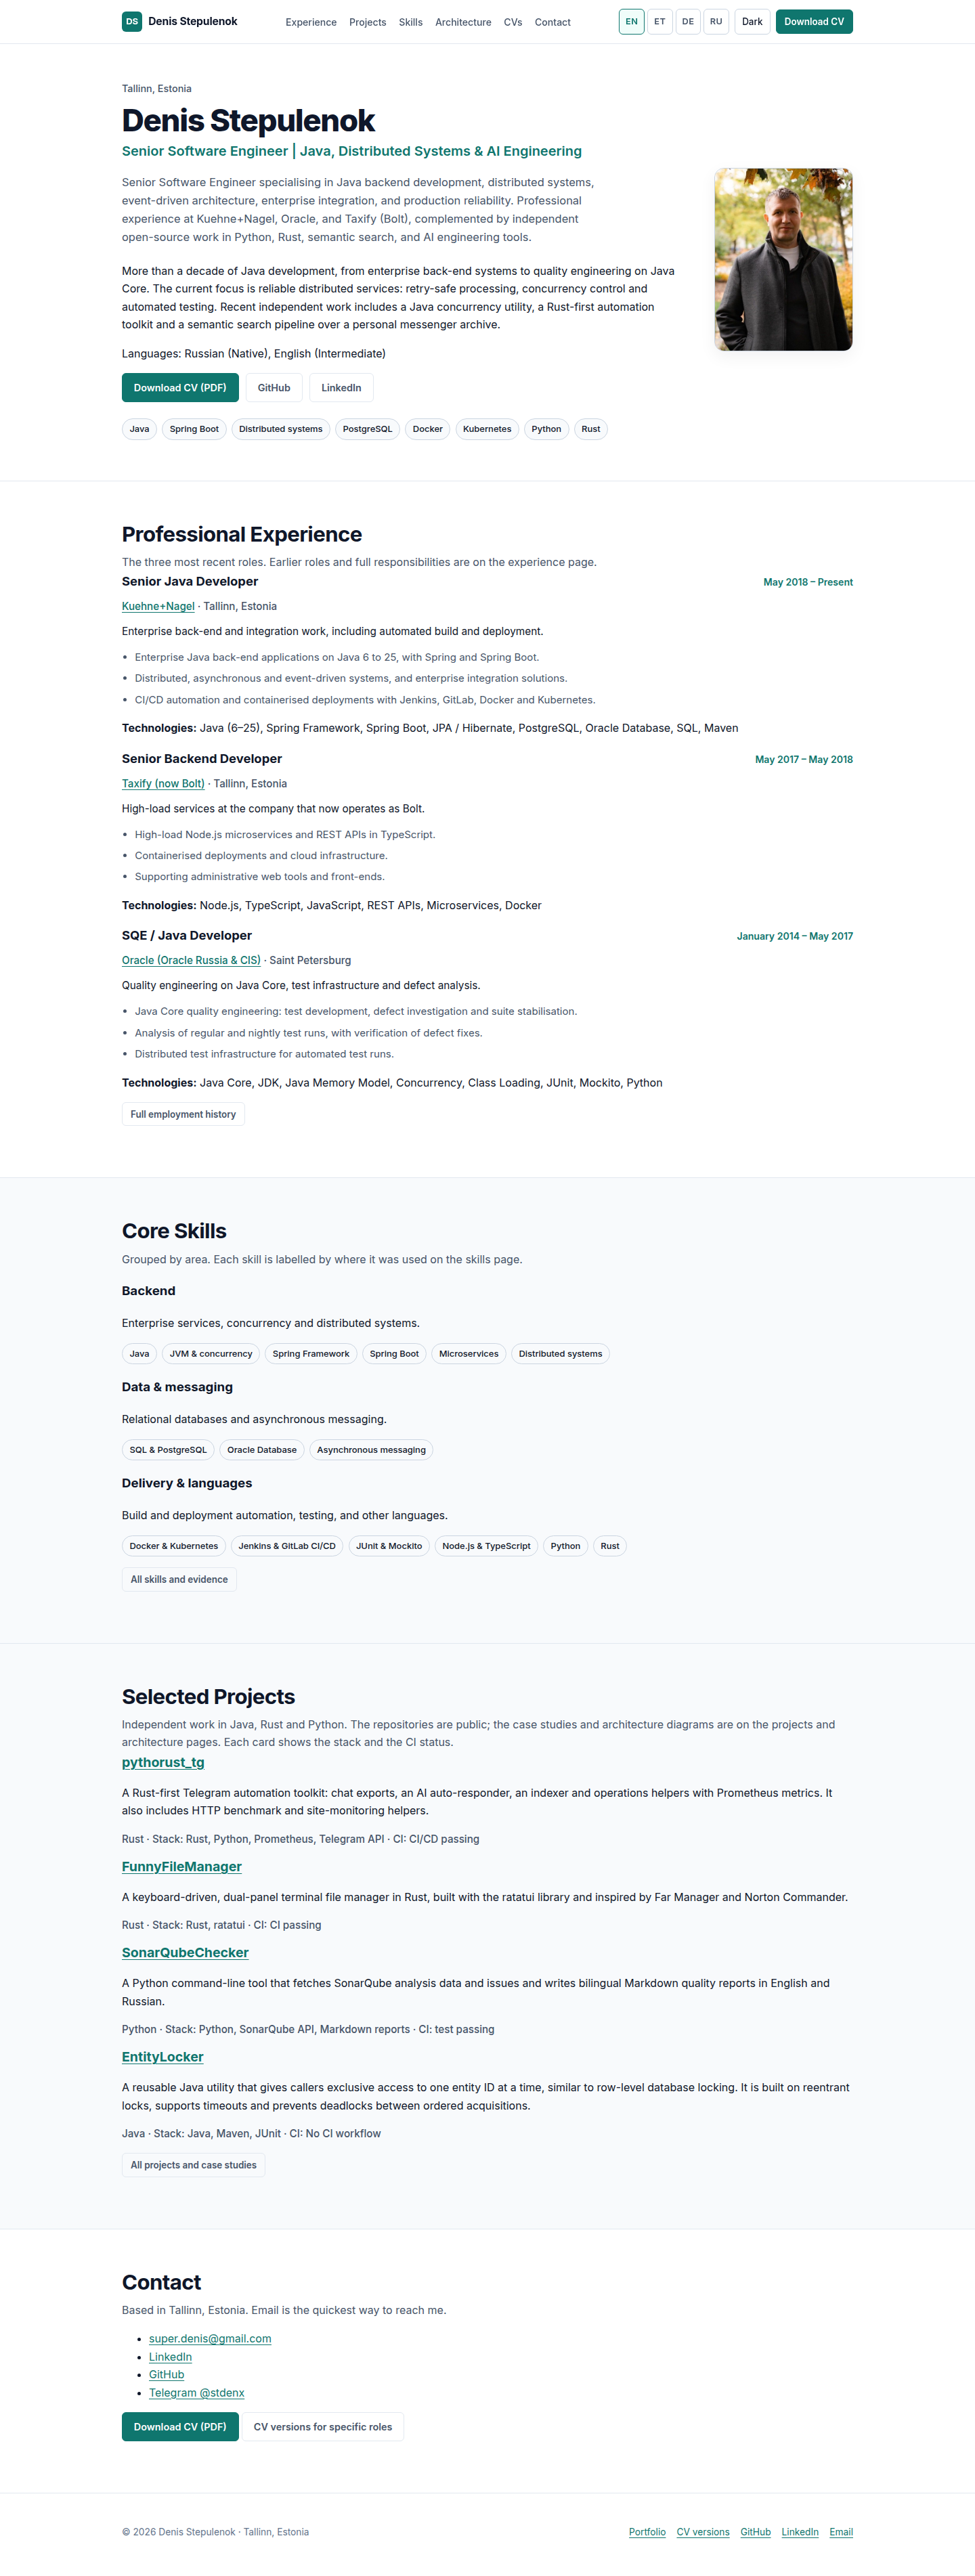 DS Denis Stepulenok Experience Projects Skills Architecture CVs Contact EN ET DE RU Dark Download CV
Tallinn, Estonia
Denis Stepulenok
Senior Software Engineer | Java, Distributed Systems & AI Engineering
Senior Software Engineer specialising in Java backend development, distributed systems,
event-driven architecture, enterprise integration, and production reliability. Professional
experience at Kuehne+Nagel, Oracle, and Taxify (Bolt), complemented by independent
open-source work in Python, Rust, semantic search, and AI engineering tools.
More than a decade of Java development, from enterprise back-end systems to quality engineering on Java
Core. The current focus is reliable distributed services: retry-safe processing, concurrency control and
automated testing. Recent independent work includes a Java concurrency utility, a Rust-first automation
toolkit and a semantic search pipeline over a personal messenger archive.
Languages: Russian (Native), English (Intermediate)
Download CV (PDF) GitHub LinkedIn
Java Spring Boot Distributed systems PostgreSQL Docker Kubernetes Python Rust
Professional Experience
The three most recent roles. Earlier roles and full responsibilities are on the experience page.
Senior Java Developer May 2018 – Present
Kuehne+Nagel · Tallinn, Estonia
Enterprise back-end and integration work, including automated build and deployment.
• Enterprise Java back-end applications on Java 6 to 25, with Spring and Spring Boot.
• Distributed, asynchronous and event-driven systems, and enterprise integration solutions.
• CI/CD automation and containerised deployments with Jenkins, GitLab, Docker and Kubernetes.
Technologies: Java (6–25), Spring Framework, Spring Boot, JPA / Hibernate, PostgreSQL, Oracle Database, SQL, Maven
Senior Backend Developer May 2017 – May 2018
Taxify (now Bolt) · Tallinn, Estonia
High-load services at the company that now operates as Bolt.
• High-load Node.js microservices and REST APIs in TypeScript.
• Containerised deployments and cloud infrastructure.
• Supporting administrative web tools and front-ends.
Technologies: Node.js, TypeScript, JavaScript, REST APIs, Microservices, Docker
SQE / Java Developer January 2014 – May 2017
Oracle (Oracle Russia & CIS) · Saint Petersburg
Quality engineering on Java Core, test infrastructure and defect analysis.
• Java Core quality engineering: test development, defect investigation and suite stabilisation.
• Analysis of regular and nightly test runs, with verification of defect fixes.
• Distributed test infrastructure for automated test runs.
Technologies: Java Core, JDK, Java Memory Model, Concurrency, Class Loading, JUnit, Mockito, Python
Full employment history
Core Skills
Grouped by area. Each skill is labelled by where it was used on the skills page.
Backend
Enterprise services, concurrency and distributed systems.
Java JVM & concurrency Spring Framework Spring Boot Microservices Distributed systems
Data & messaging
Relational databases and asynchronous messaging.
SQL & PostgreSQL Oracle Database Asynchronous messaging
Delivery & languages
Build and deployment automation, testing, and other languages.
Docker & Kubernetes Jenkins & GitLab CI/CD JUnit & Mockito Node.js & TypeScript Python Rust
All skills and evidence
Selected Projects
Independent work in Java, Rust and Python. The repositories are public; the case studies and architecture diagrams are on the projects and
architecture pages. Each card shows the stack and the CI status.
pythorust_tg
A Rust-first Telegram automation toolkit: chat exports, an AI auto-responder, an indexer and operations helpers with Prometheus metrics. It
also includes HTTP benchmark and site-monitoring helpers.
Rust · Stack: Rust, Python, Prometheus, Telegram API · CI: CI/CD passing
FunnyFileManager
A keyboard-driven, dual-panel terminal file manager in Rust, built with the ratatui library and inspired by Far Manager and Norton Commander.
Rust · Stack: Rust, ratatui · CI: CI passing
SonarQubeChecker
A Python command-line tool that fetches SonarQube analysis data and issues and writes bilingual Markdown quality reports in English and
Russian.
Python · Stack: Python, SonarQube API, Markdown reports · CI: test passing
EntityLocker
A reusable Java utility that gives callers exclusive access to one entity ID at a time, similar to row-level database locking. It is built on reentrant
locks, supports timeouts and prevents deadlocks between ordered acquisitions.
Java · Stack: Java, Maven, JUnit · CI: No CI workflow
All projects and case studies
Contact
Based in Tallinn, Estonia. Email is the quickest way to reach me.
• super.denis@gmail.com
• LinkedIn
• GitHub
• Telegram @stdenx
Download CV (PDF) CV versions for specific roles
© 2026 Denis Stepulenok · Tallinn, Estonia Portfolio CV versions GitHub LinkedIn Email